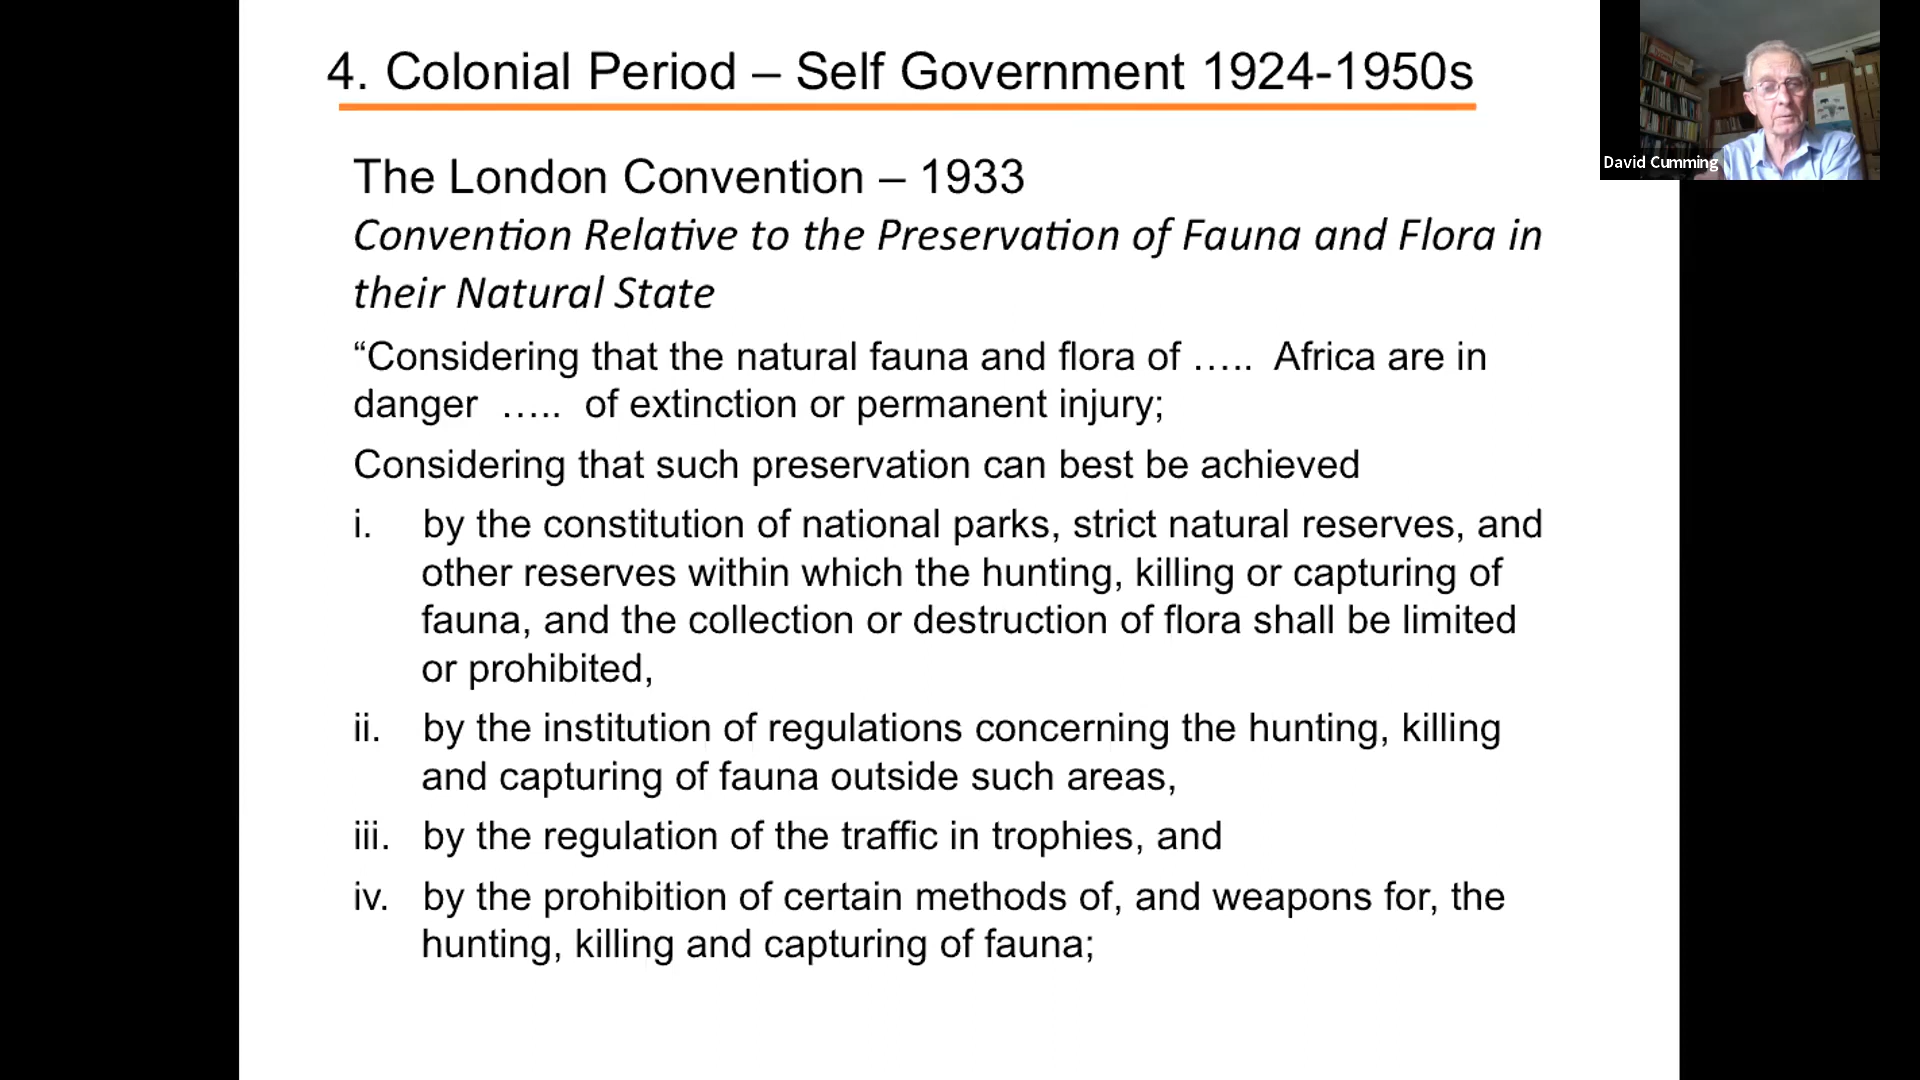 4. Colonial Period – Self Government 1924-1950s
David Cumming
The London Convention – 1933
Convention Relative to the Preservation of Fauna and Flora in
their Natural State
“Considering that the natural fauna and flora of ….. Africa are in
danger ….. of extinction or permanent injury;
Considering that such preservation can best be achieved
i. by the constitution of national parks, strict natural reserves, and
other reserves within which the hunting, killing or capturing of
fauna, and the collection or destruction of flora shall be limited
or prohibited,
ii. by the institution of regulations concerning the hunting, killing
and capturing of fauna outside such areas,
iii. by the regulation of the traffic in trophies, and
iv. by the prohibition of certain methods of, and weapons for, the
hunting, killing and capturing of fauna;